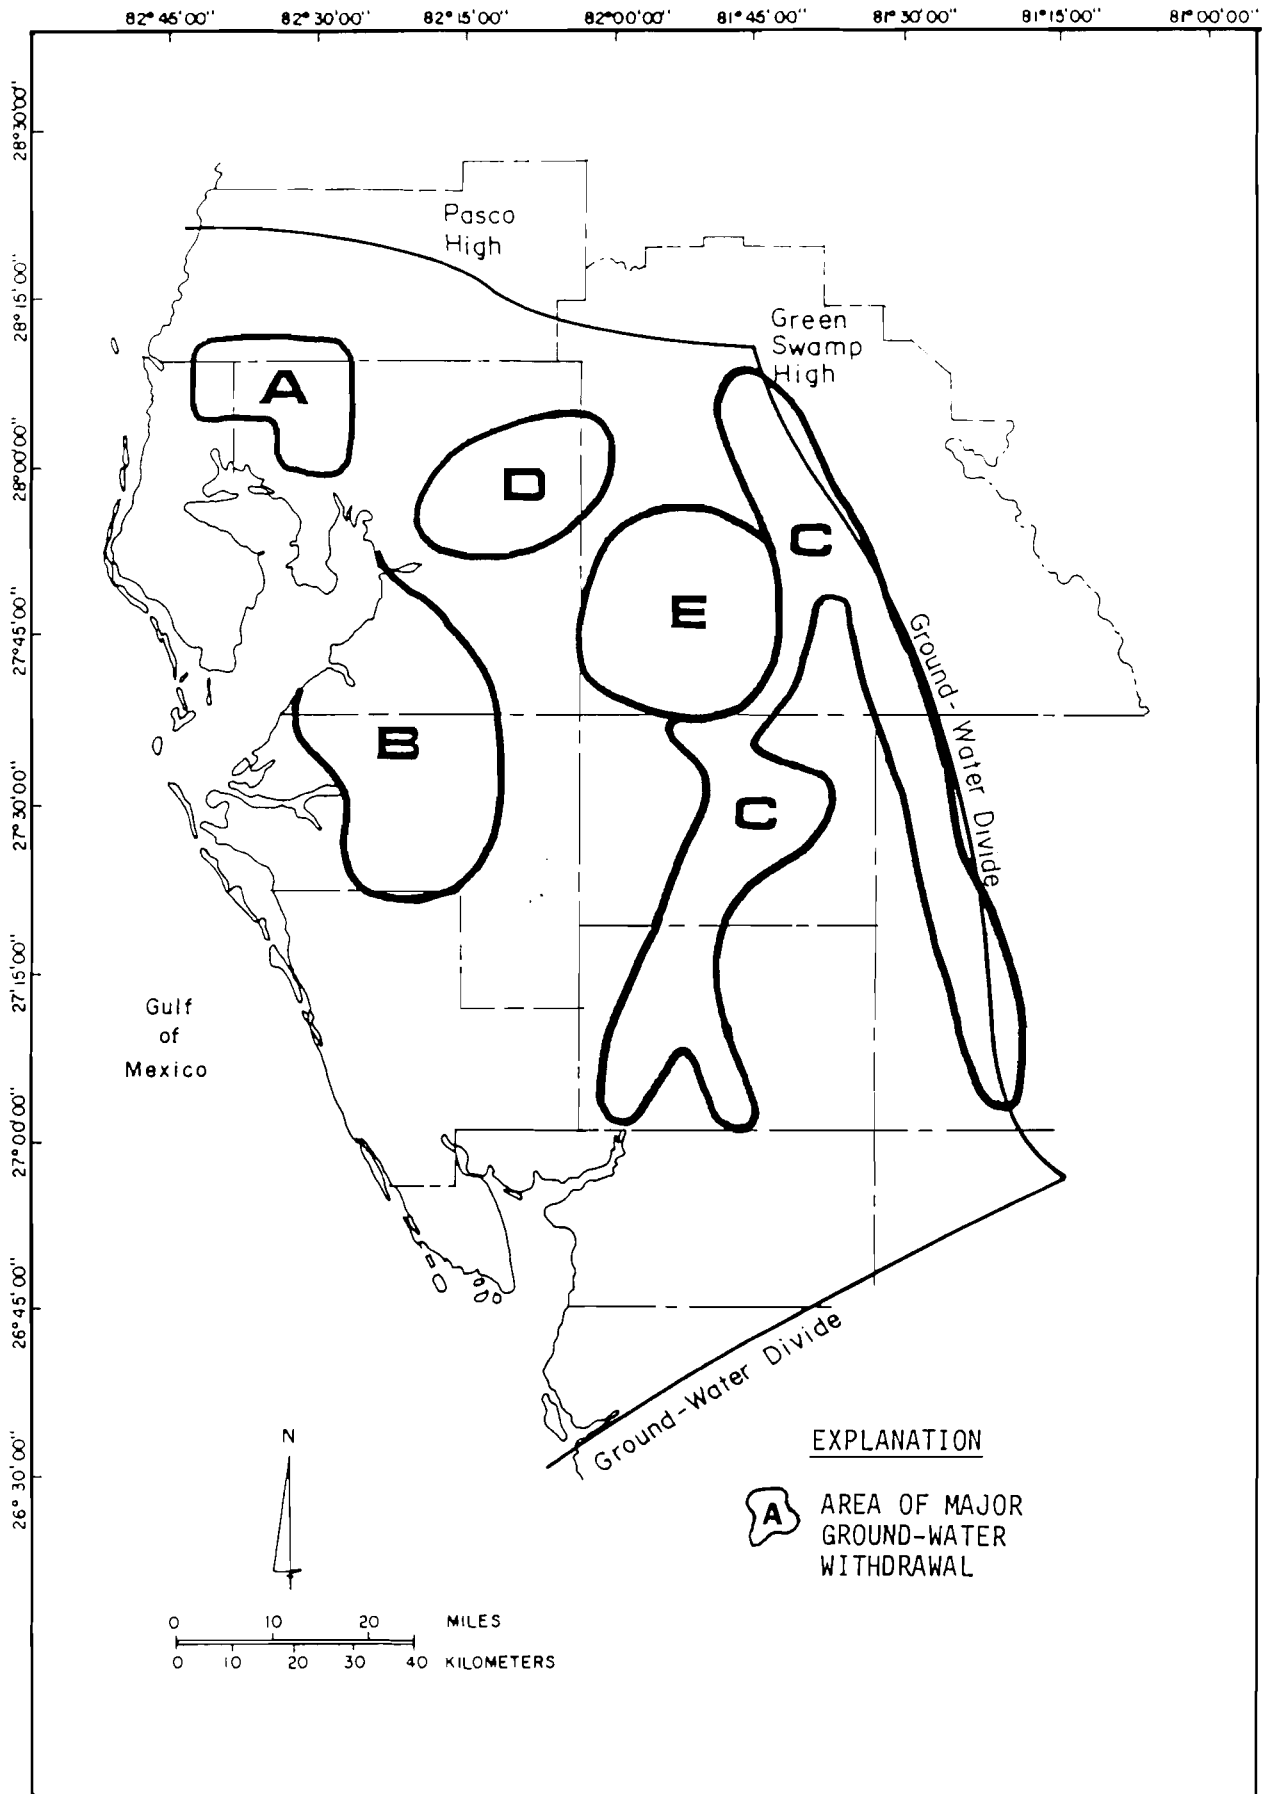 82°45'00" 82°30'00" 82°15'00" 82°00'00" 81°45'00" 81°30'00" 81°15'00" 81°00'00"
28°30'00"
28°15'00"
28°00'00"
27°45'00"
27°30'00"
27°15'00"
27°00'00"
26°45'00"
26°30'00"
Pasco
High
Green
Swamp
High
A
D
C
E
B
C
Ground-Water Divide
Gulf
of
Mexico
Ground-Water Divide
N
EXPLANATION
A AREA OF MAJOR
GROUND-WATER
WITHDRAWAL
0 10 20 MILES
0 10 20 30 40 KILOMETERS